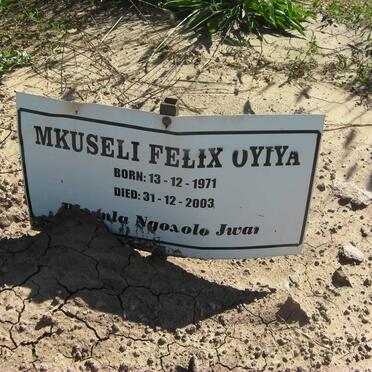 MKUSELI FELIX OYIYA
BORN: 13 - 12 - 1971
DIED: 31 - 12 - 2003
Ngoxolo Jwai